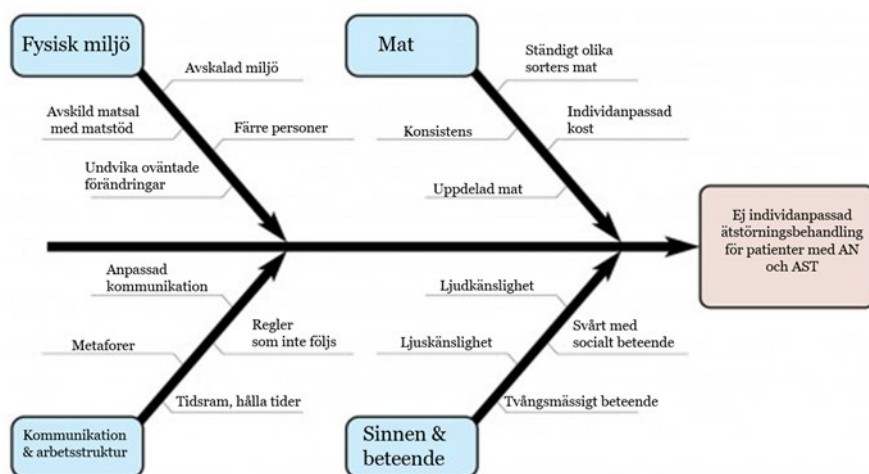 Fysisk miljö
Avskalad miljö
Avskild matsal
med matstöd
Färre personer
Undvika oväntade
förändringar
Mat
Ständigt olika
sorters mat
Konsistens
Individanpassad
kost
Uppdelad mat
Ej individanpassad
ätstörningsbehandling
för patienter med AN
och AST
Anpassad
kommunikation
Metaforer
Regler
som inte följs
Tidsram, hålla tider
Kommunikation
& arbetsstruktur
Ljudkänslighet
Ljuskänslighet
Svårt med
socialt beteende
Tvångsmässigt beteende
Sinnen &
beteende